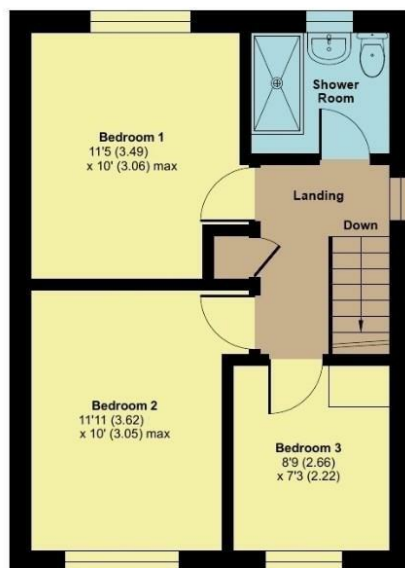 Shower
Room
Bedroom 1
11'5 (3.49)
x 10' (3.06) max
Landing
Down
Bedroom 2
11'11 (3.62)
x 10' (3.05) max
Bedroom 3
8'9 (2.66)
x 7'3 (2.22)